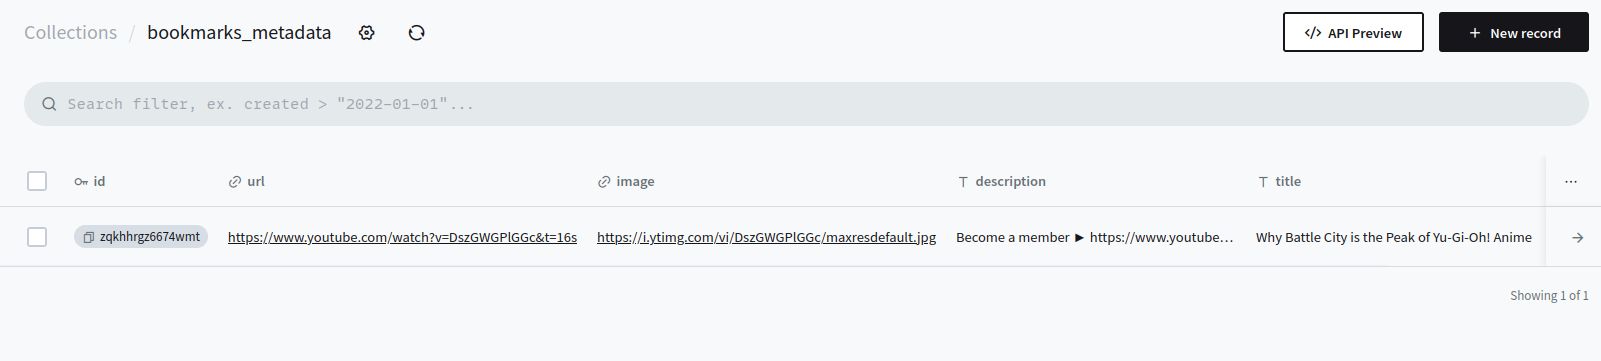 Collections / bookmarks_metadata
</> API Preview
+ New record
Search filter, ex. created > "2022-01-01"...
id url image description title ...
zqkhhrgz6674wmt https://www.youtube.com/watch?v=DszGWGPlGGc&t=16s https://i.ytimg.com/vi/DszGWGPlGGc/maxresdefault.jpg Become a member ► https://www.youtube... Why Battle City is the Peak of Yu-Gi-Oh! Anime
Showing 1 of 1